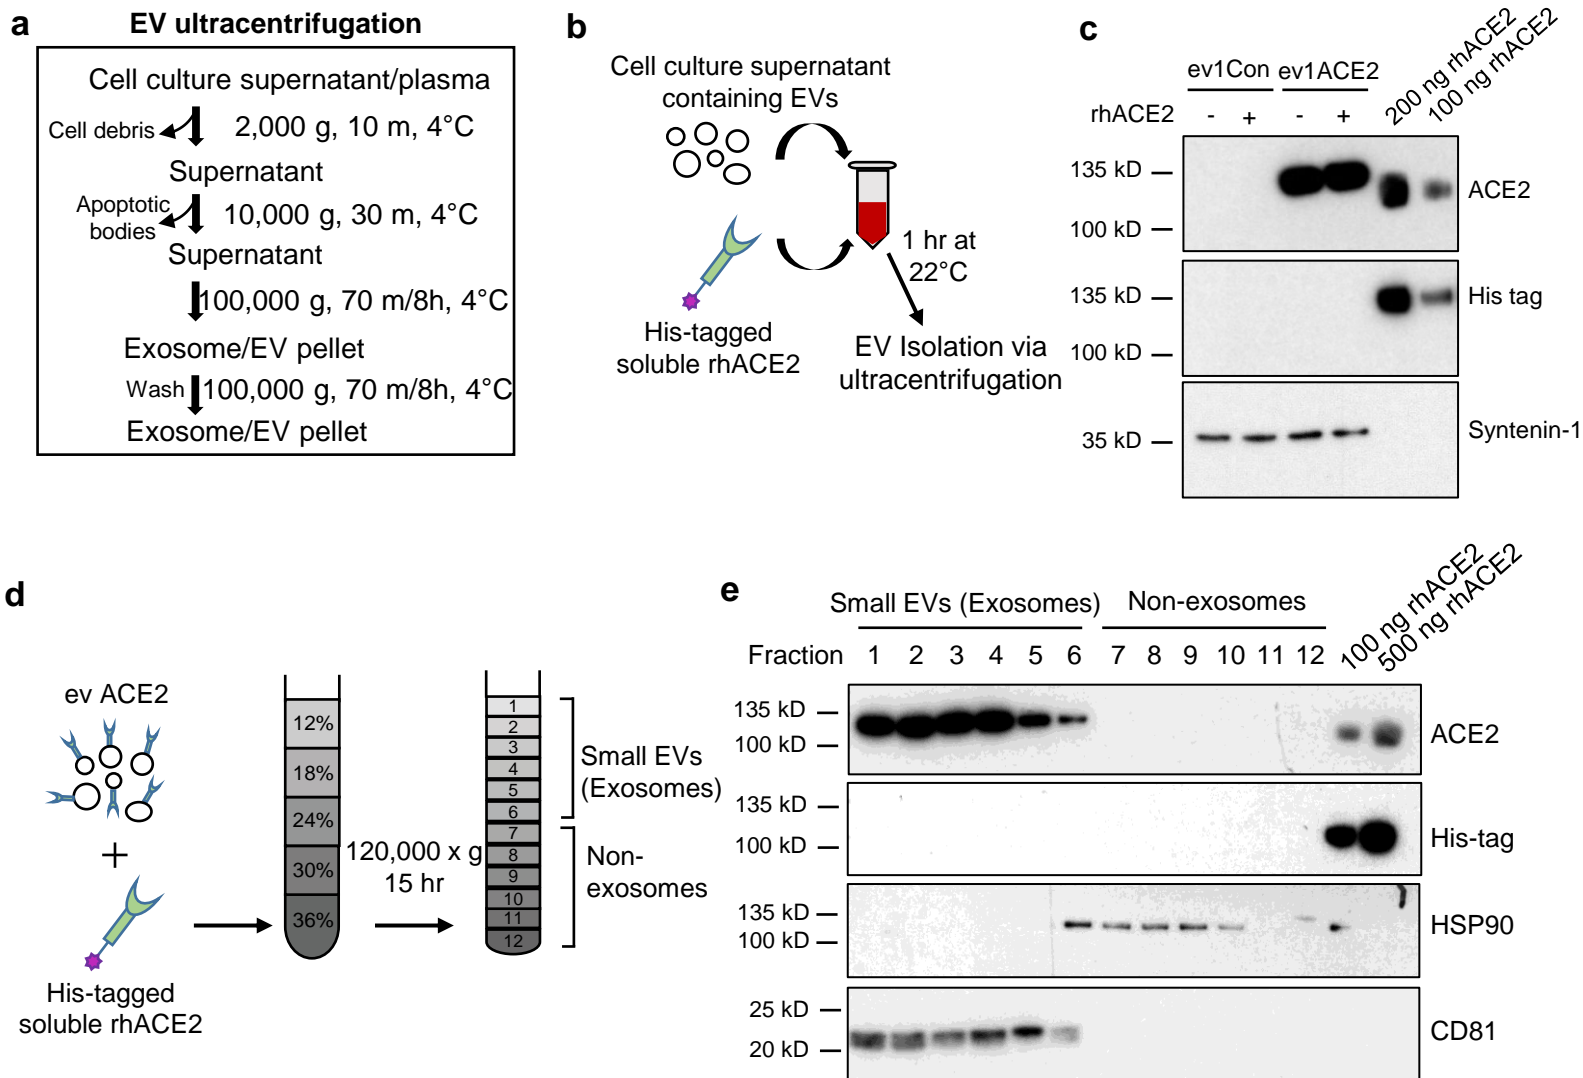 a
EV ultracentrifugation
Cell culture supernatant/plasma
Cell debris
2,000 g, 10 m, 4°C
Supernatant
Apoptotic
bodies
10,000 g, 30 m, 4°C
Supernatant
100,000 g, 70 m/8h, 4°C
Exosome/EV pellet
Wash
100,000 g, 70 m/8h, 4°C
Exosome/EV pellet
b
Cell culture supernatant
containing EVs
1 hr at
22°C
His-tagged
soluble rhACE2
EV Isolation via
ultracentrifugation
c
ev1Con ev1ACE2
200 ng rhACE2
100 ng rhACE2
rhACE2 - + - +
135 kD
100 kD
ACE2
135 kD
100 kD
His tag
35 kD
Syntenin-1
d
ev ACE2
+
His-tagged
soluble rhACE2
12%
18%
24%
30%
36%
120,000 x g
15 hr
1
2
3
4
5
6
7
8
9
10
11
12
Small EVs
(Exosomes)
Non-
exosomes
e
Small EVs (Exosomes) Non-exosomes
100 ng rhACE2
500 ng rhACE2
Fraction 1 2 3 4 5 6 7 8 9 10 11 12
135 kD
100 kD
ACE2
135 kD
100 kD
His-tag
135 kD
100 kD
HSP90
25 kD
20 kD
CD81